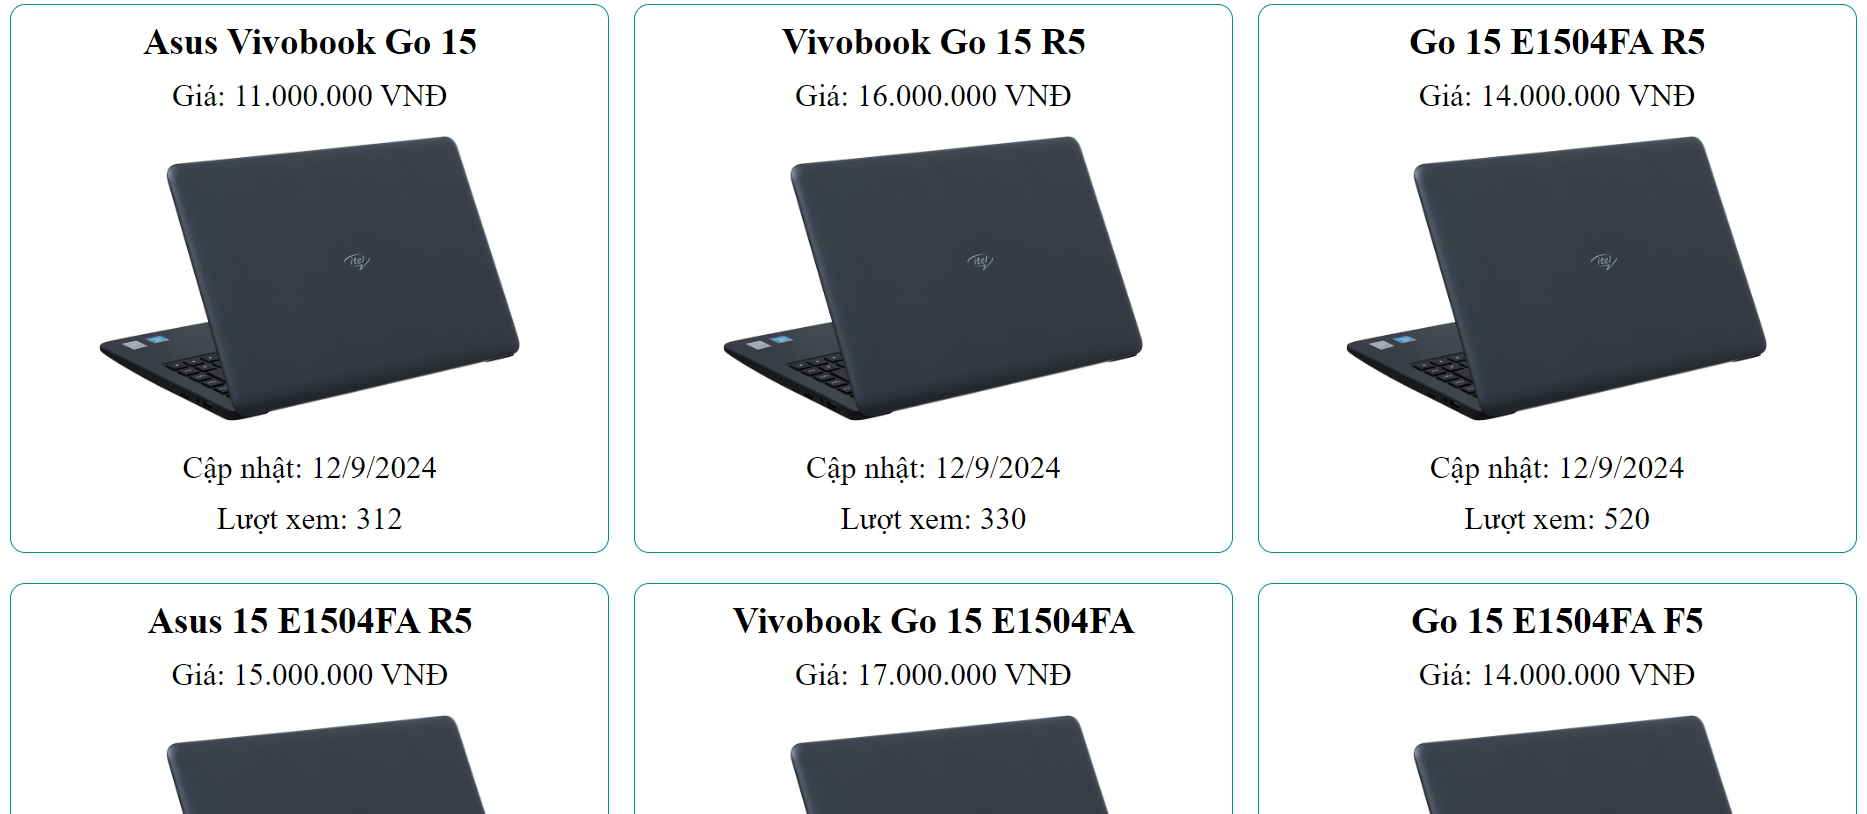 Asus Vivobook Go 15
Giá: 11.000.000 VNĐ
itel
Cập nhật: 12/9/2024
Lượt xem: 312
Vivobook Go 15 R5
Giá: 16.000.000 VNĐ
itel
Cập nhật: 12/9/2024
Lượt xem: 330
Go 15 E1504FA R5
Giá: 14.000.000 VNĐ
itel
Cập nhật: 12/9/2024
Lượt xem: 520
Asus 15 E1504FA R5
Giá: 15.000.000 VNĐ
Vivobook Go 15 E1504FA
Giá: 17.000.000 VNĐ
Go 15 E1504FA F5
Giá: 14.000.000 VNĐ